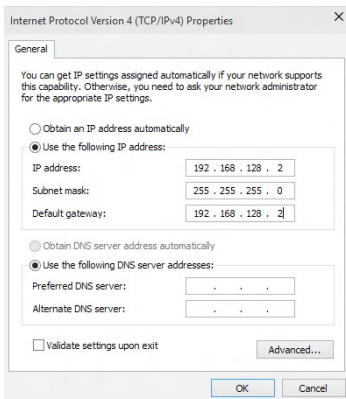 Internet Protocol Version 4 (TCP/IPv4) Properties
General
You can get IP settings assigned automatically if your network supports
this capability. Otherwise, you need to ask your network administrator
for the appropriate IP settings.
Obtain an IP address automatically
Use the following IP address:
IP address: 192 . 168 . 128 . 2
Subnet mask: 255 . 255 . 255 . 0
Default gateway: 192 . 168 . 128 . 2
Obtain DNS server address automatically
Use the following DNS server addresses:
Preferred DNS server: . . .
Alternate DNS server: . . .
Validate settings upon exit
Advanced...
OK Cancel